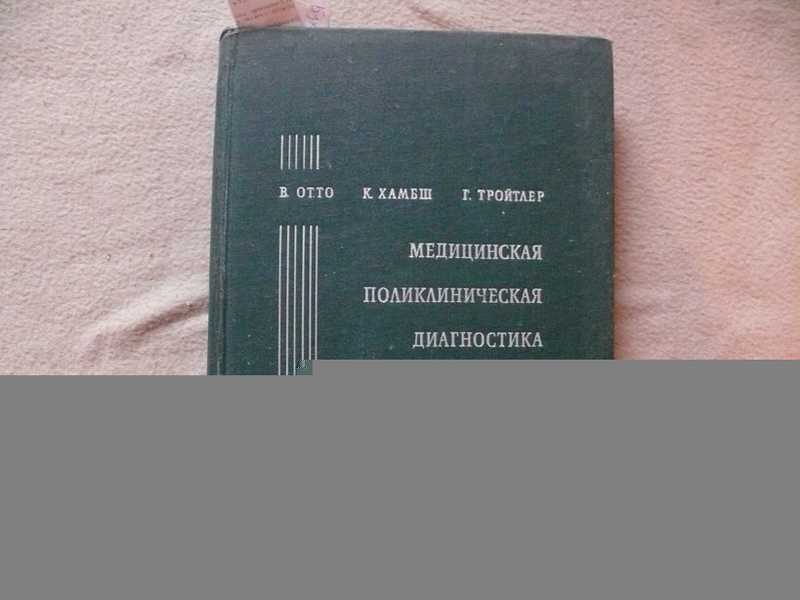 В. ОТТО К. ХАМБШ Г. ТРОЙТЛЕР
МЕДИЦИНСКАЯ
ПОЛИКЛИНИЧЕСКАЯ
ДИАГНОСТИКА